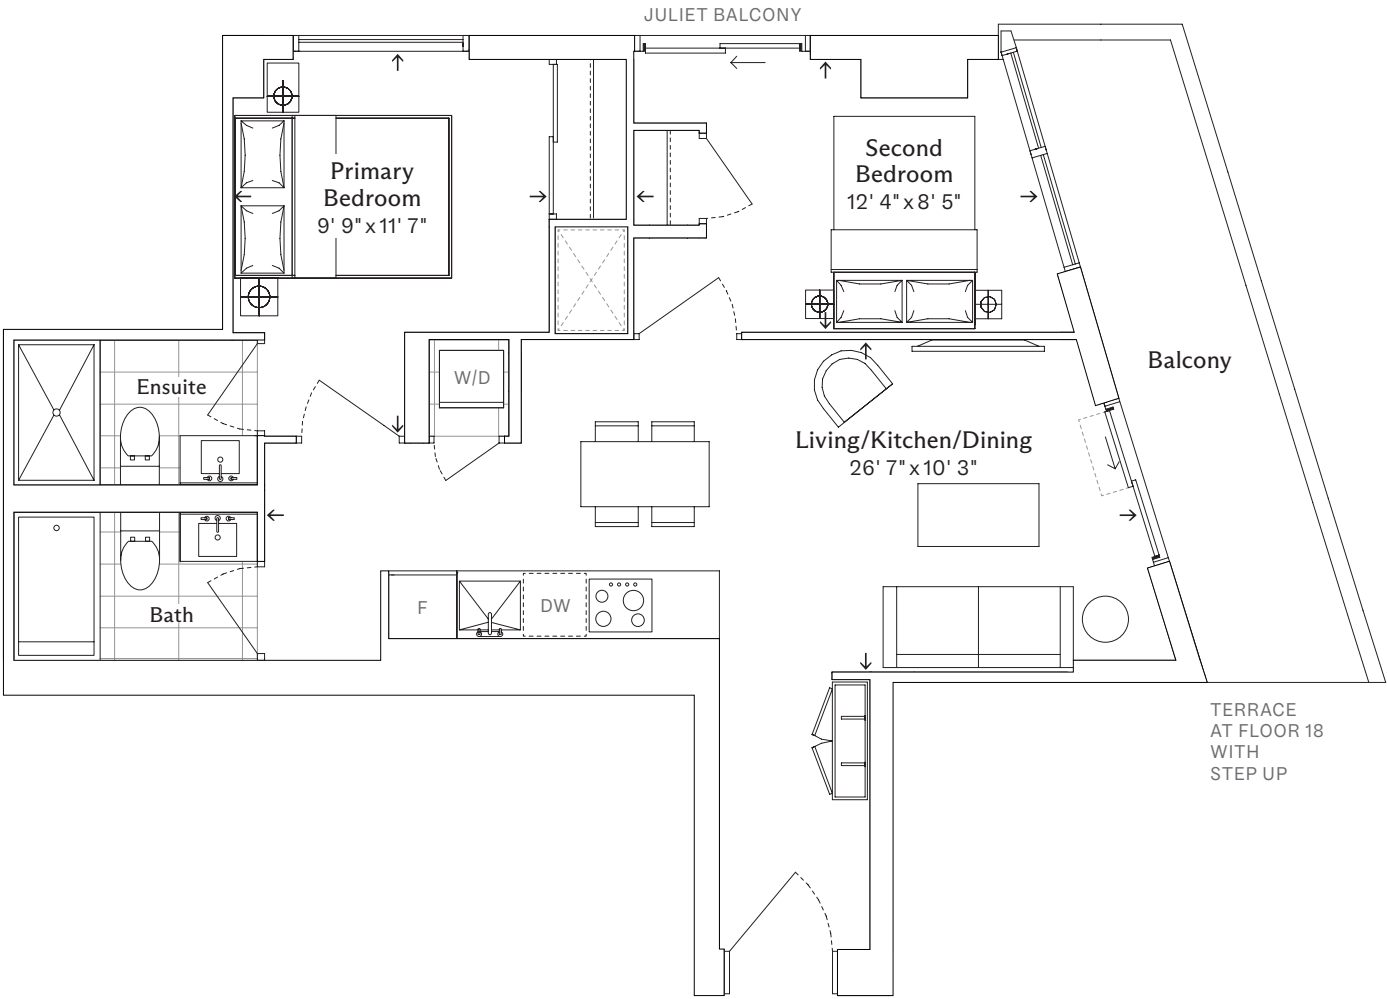 JULIET BALCONY
Primary
Bedroom
9' 9" x 11' 7"
Second
Bedroom
12' 4" x 8' 5"
Balcony
Ensuite
W/D
Living/Kitchen/Dining
26' 7" x 10' 3"
Bath
F
DW
TERRACE
AT FLOOR 18
WITH
STEP UP